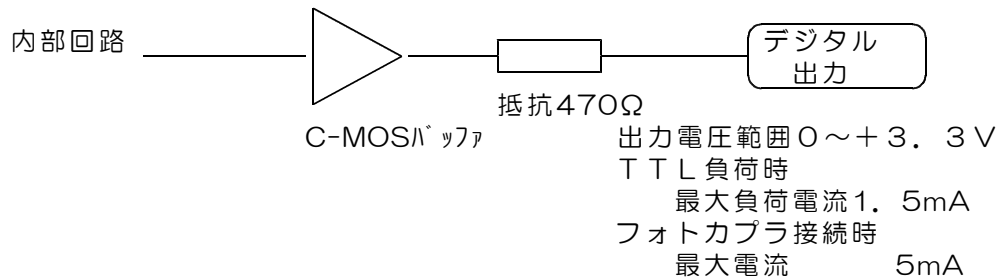 内部回路
デジタル
出力
抵抗470Ω
C-MOSﾊﾞｯﾌｧ
出力電圧範囲０～＋３．３Ｖ
ＴＴＬ負荷時
最大負荷電流１．５mA
フォトカプラ接続時
最大電流　　　５mA